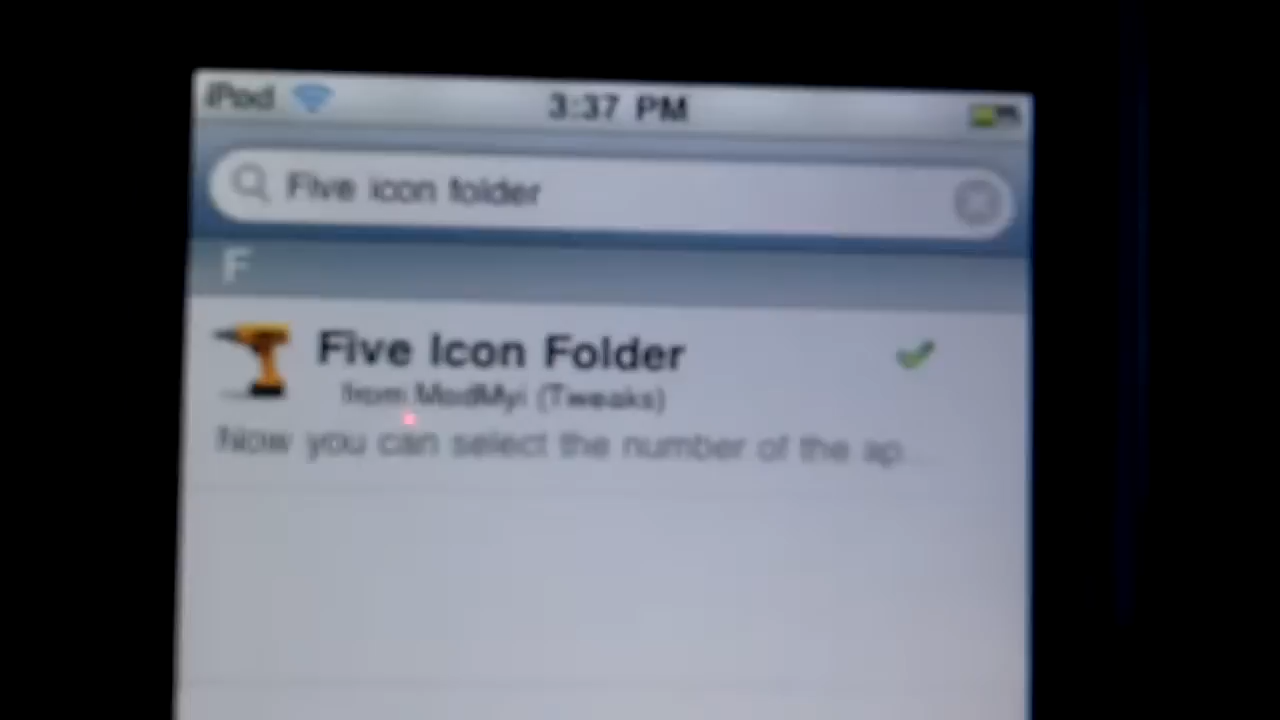 iPod 3:37 PM
Five icon folder
F
Five Icon Folder
from ModMyi (Tweaks)
Now you can select the number of the ap...